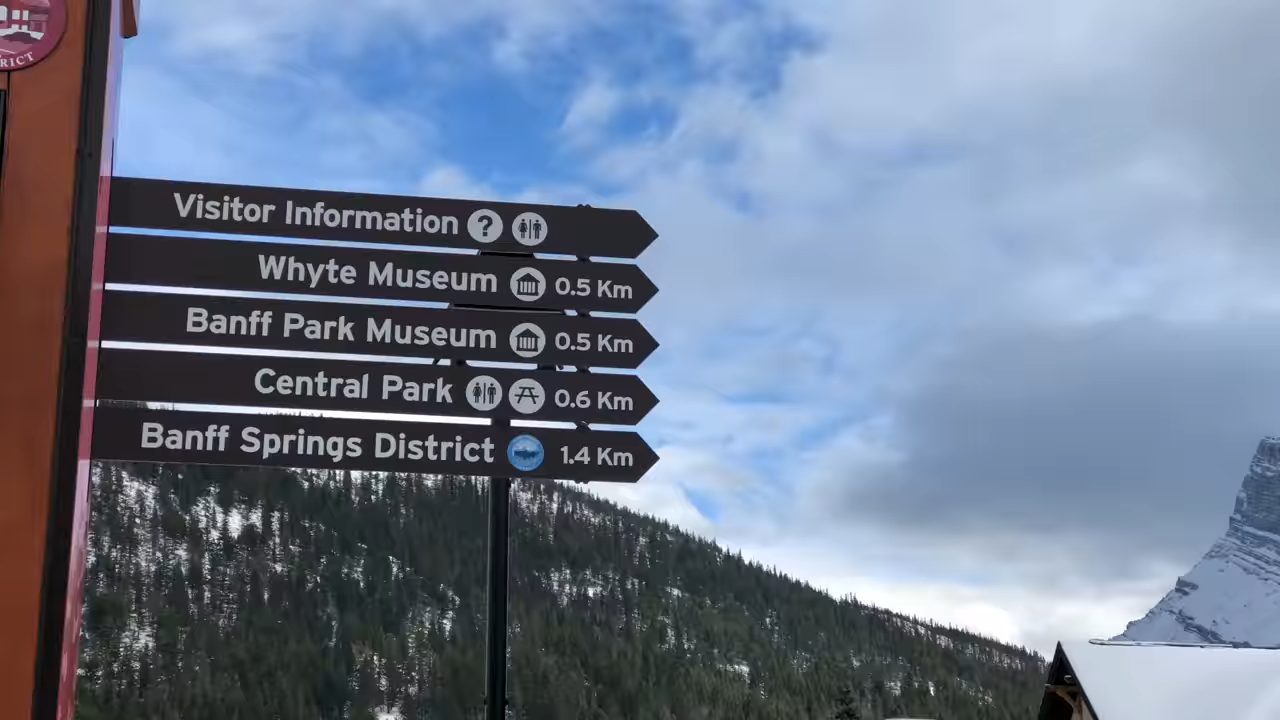 RICT
Visitor Information ?
Whyte Museum 0.5 Km
Banff Park Museum 0.5 Km
Central Park 0.6 Km
Banff Springs District 1.4 Km